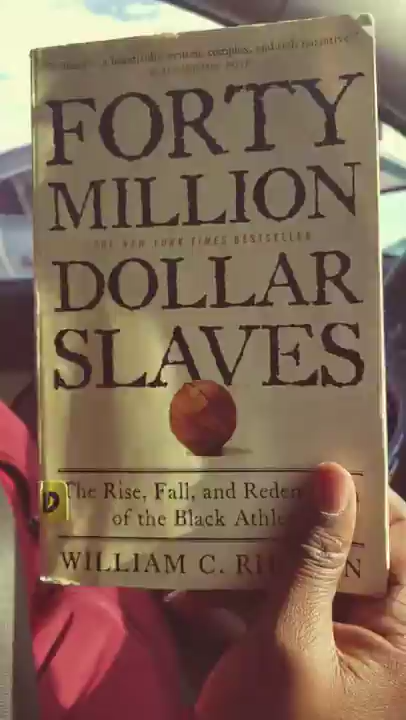 a beautifully written, complex, and rich narrative."
FORTY
MILLION
THE NEW YORK TIMES BESTSELLER
DOLLAR
SLAVES
D
The Rise, Fall, and Redem
of the Black Athle
WILLIAM C. RH N